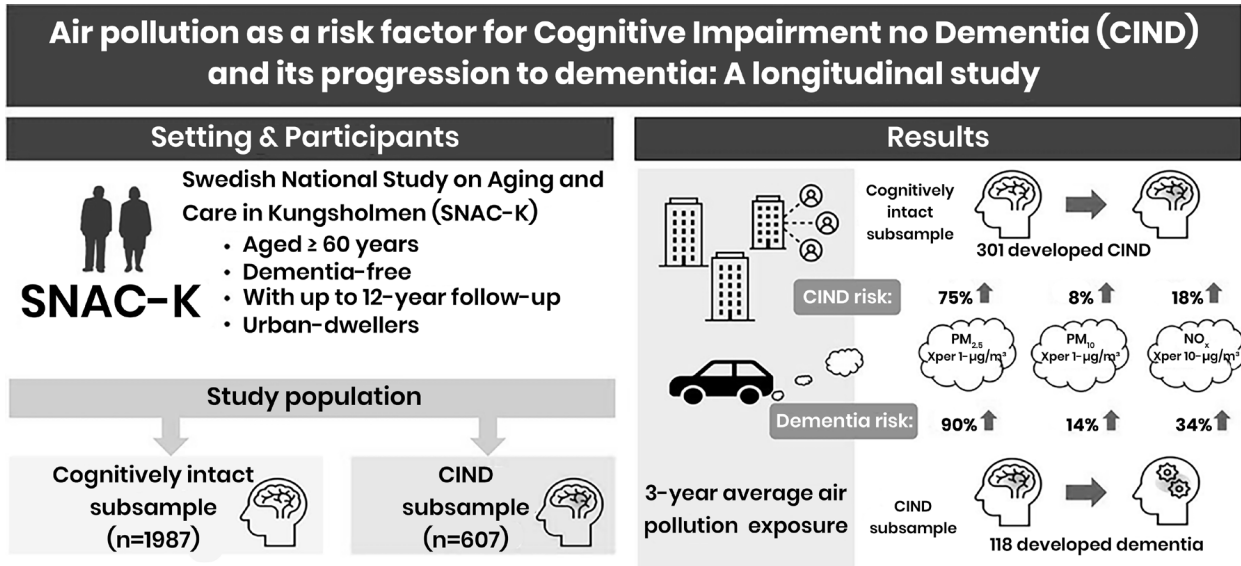 Air pollution as a risk factor for Cognitive Impairment no Dementia (CIND)
and its progression to dementia: A longitudinal study
Setting & Participants
SNAC-K
Swedish National Study on Aging and
Care in Kungsholmen (SNAC-K)
• Aged ≥ 60 years
• Dementia-free
• With up to 12-year follow-up
• Urban-dwellers
Study population
Cognitively intact
subsample
(n=1987)
CIND
subsample
(n=607)
Results
Cognitively
intact
subsample
301 developed CIND
CIND risk:
75%
8%
18%
PM2.5
Xper 1-µg/m³
PM10
Xper 1-µg/m³
NOx
Xper 10-µg/m³
Dementia risk:
90%
14%
34%
3-year average air
pollution exposure
CIND
subsample
118 developed dementia